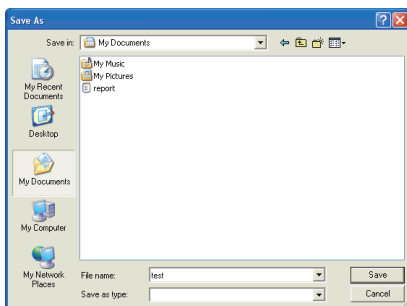 Save As
Save in: My Documents
My Recent
Documents
Desktop
My Documents
My Computer
My Network
Places
My Music
My Pictures
report
File name: test Save
Save as type: Cancel